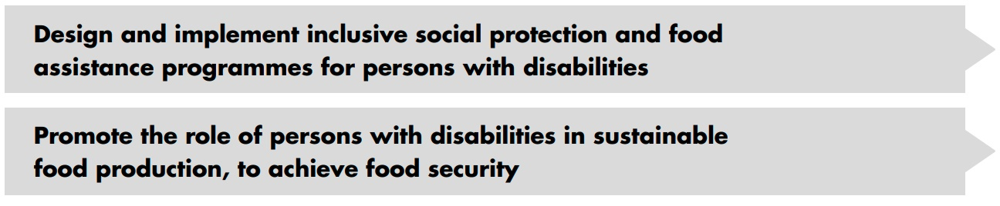 Design and implement inclusive social protection and food
assistance programmes for persons with disabilities
Promote the role of persons with disabilities in sustainable
food production, to achieve food security